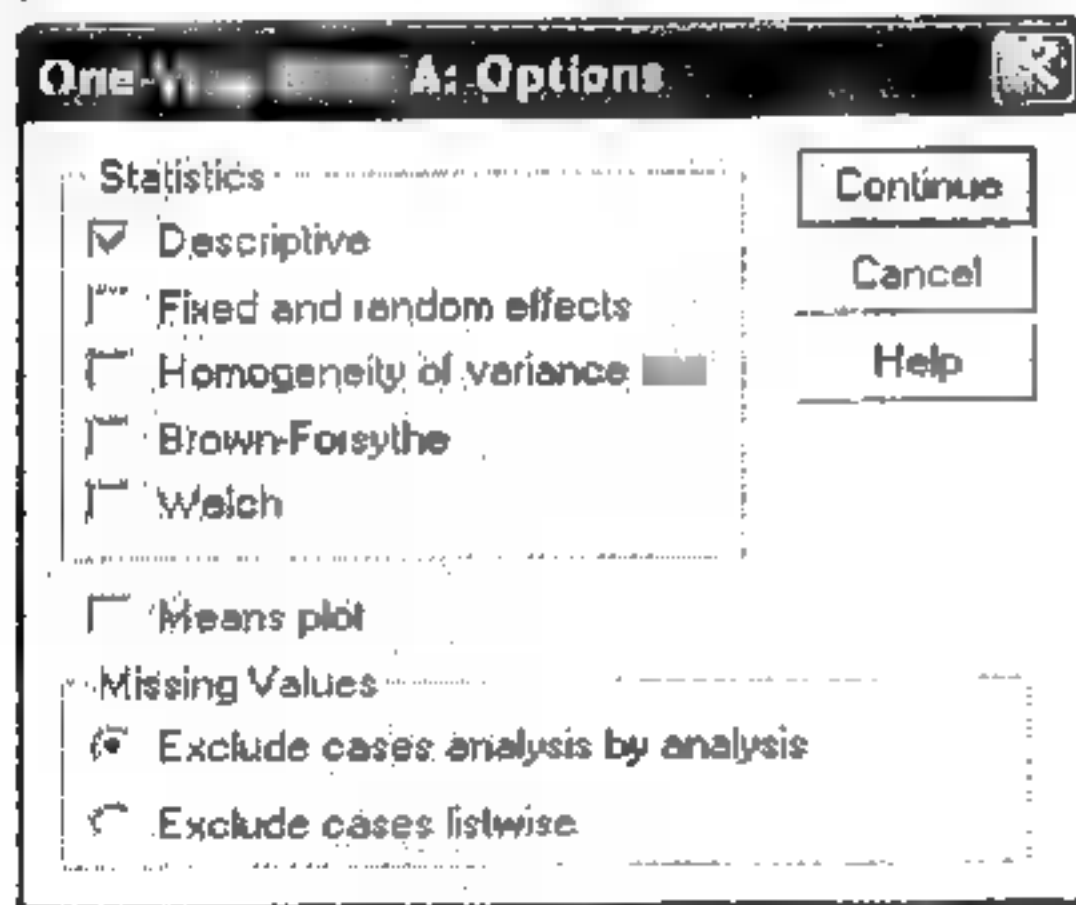 One- A: Options
Statistics
Descriptive
Fixed and random effects
Homogeneity of variance
Brown-Forsythe
Welch
Means plot
Missing Values
Exclude cases analysis by analysis
Exclude cases listwise
Continue
Cancel
Help